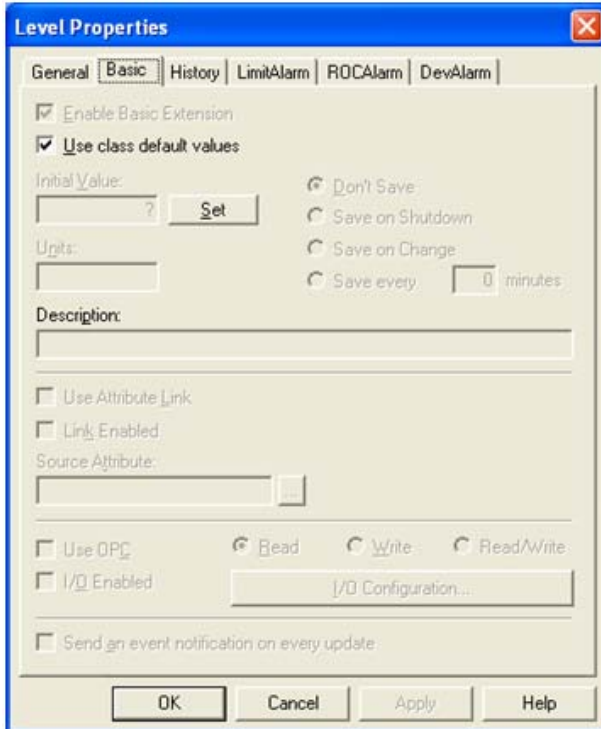 Level Properties
General Basic History LimitAlarm ROCAlarm DevAlarm
Enable Basic Extension
Use class default values
Initial Value:
? Set
Don't Save
Save on Shutdown
Units:
Save on Change
Save every 0 minutes
Description:
Use Attribute Link
Link Enabled
Source Attribute:
...
Use OPC Read Write Read/Write
I/O Enabled I/O Configuration...
Send an event notification on every update
OK Cancel Apply Help